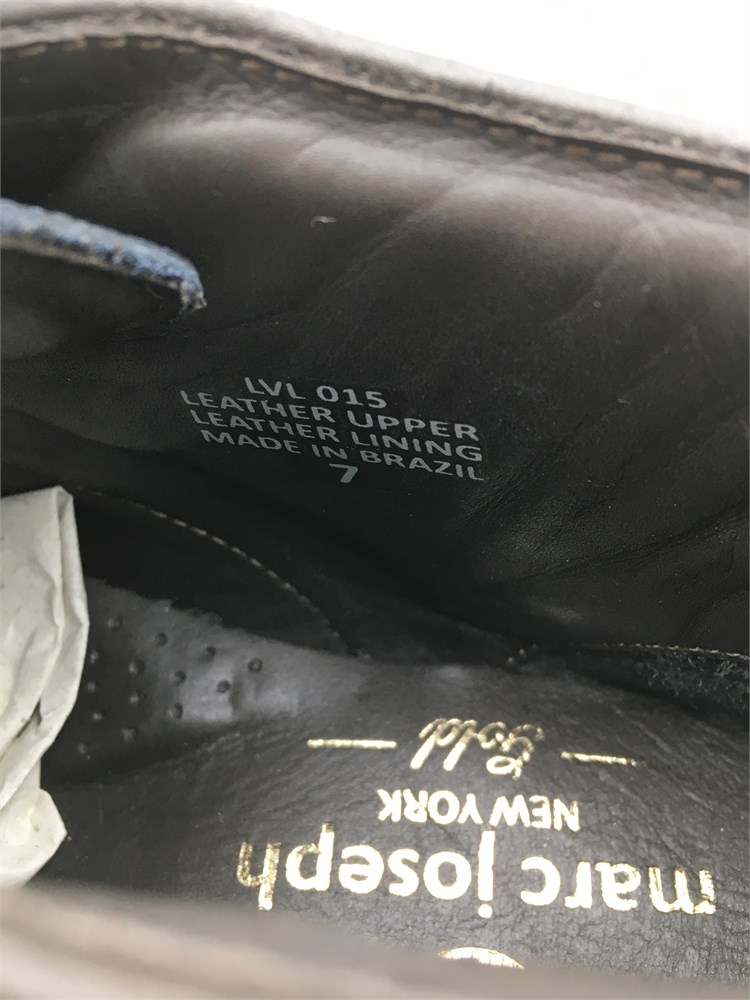 LVL 015
LEATHER UPPER
LEATHER LINING
MADE IN BRAZIL
7
marc joseph
NEW YORK
Gold